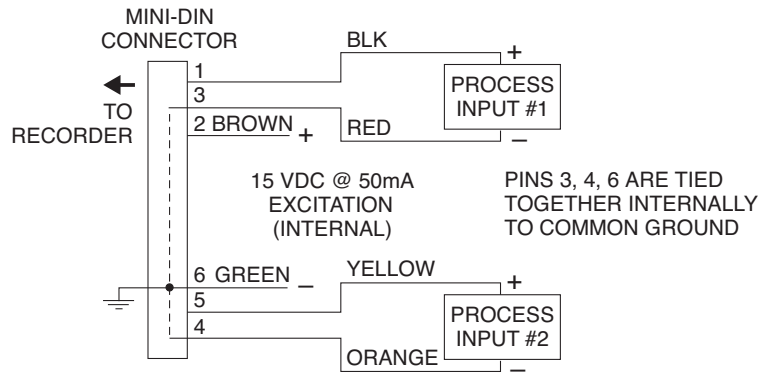 MINI-DIN
CONNECTOR
TO
RECORDER
1
3
2 BROWN +
BLK
RED
+
PROCESS
INPUT #1
–
15 VDC @ 50mA
EXCITATION
(INTERNAL)
PINS 3, 4, 6 ARE TIED
TOGETHER INTERNALLY
TO COMMON GROUND
6 GREEN –
5
4
YELLOW
ORANGE
+
PROCESS
INPUT #2
–